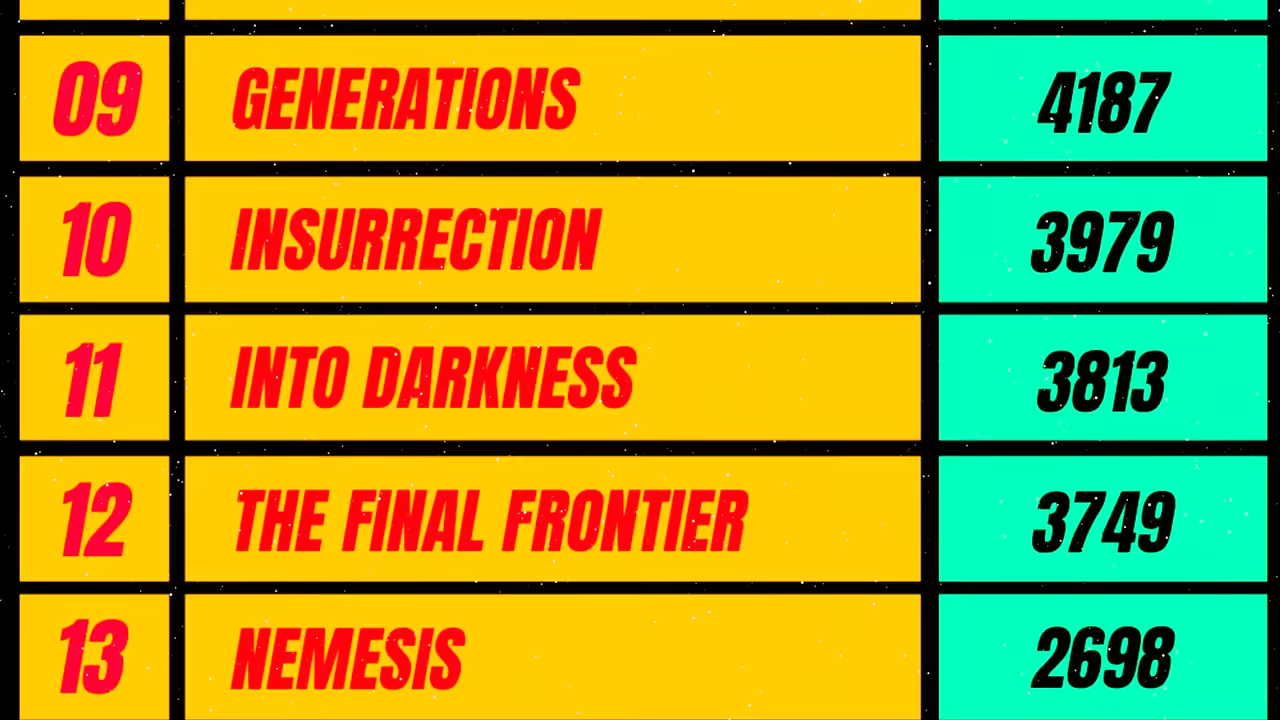 09 GENERATIONS 4187
10 INSURRECTION 3979
11 INTO DARKNESS 3813
12 THE FINAL FRONTIER 3749
13 NEMESIS 2698